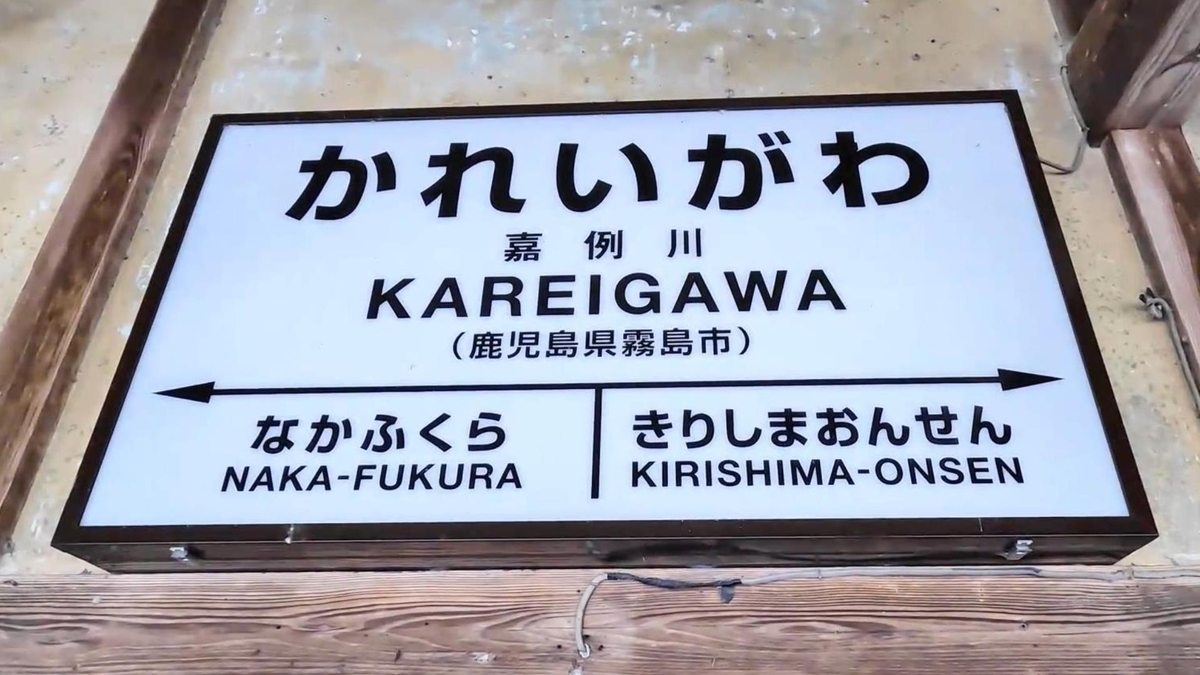 かれいがわ
嘉例川
KAREIGAWA
（鹿児島県霧島市）
なかふくら
NAKA-FUKURA
きりしまおんせん
KIRISHIMA-ONSEN